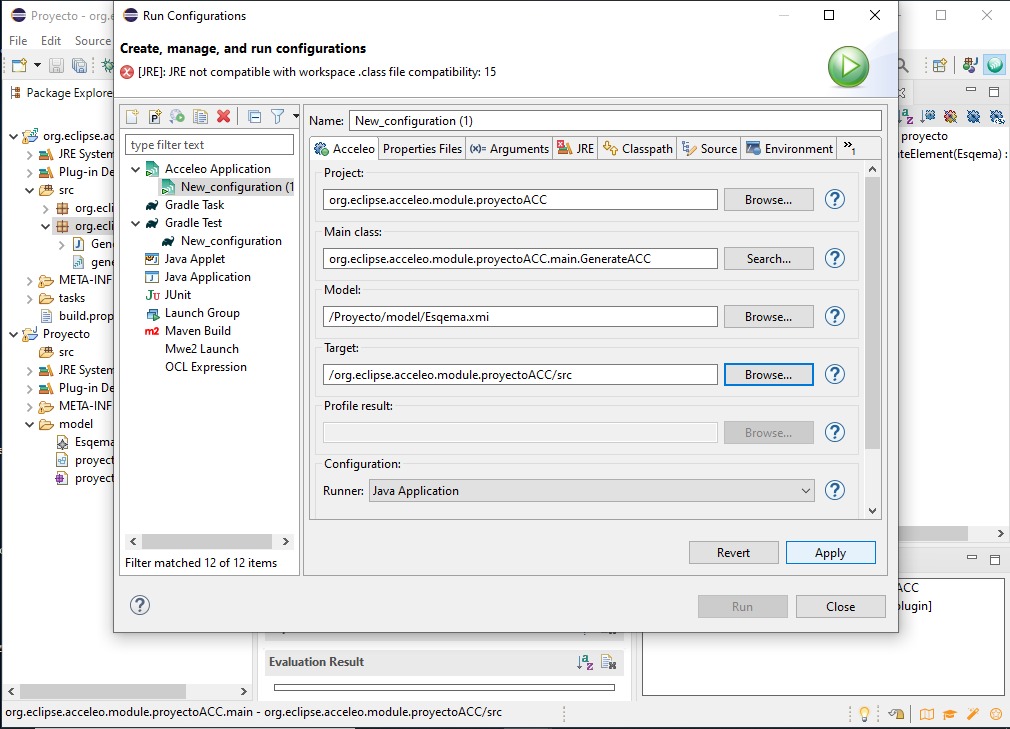 Proyecto - org.e
File Edit Source
Package Explore
org.eclipse.a
JRE System
Plug-in De
src
org.ecli
org.ecli
Gen
gene
META-INF
tasks
build.prop
Proyecto
src
JRE System
Plug-in De
META-INF
model
Esqema
proyect
proyect
Run Configurations
Create, manage, and run configurations
[JRE]: JRE not compatible with workspace .class file compatibility: 15
type filter text
Acceleo Application
New_configuration (1
Gradle Task
Gradle Test
New_configuration
Java Applet
Java Application
Ju JUnit
Launch Group
m2 Maven Build
Mwe2 Launch
OCL Expression
Filter matched 12 of 12 items
Name: New_configuration (1)
Acceleo Properties Files (x)= Arguments JRE Classpath Source Environment »1
Project:
org.eclipse.acceleo.module.proyectoACC Browse...
Main class:
org.eclipse.acceleo.module.proyectoACC.main.GenerateACC Search...
Model:
/Proyecto/model/Esqema.xmi Browse...
Target:
/org.eclipse.acceleo.module.proyectoACC/src Browse...
Profile result:
Browse...
Configuration:
Runner: Java Application
Revert Apply
Run Close
proyecto
teElement(Esqema) :
ACC
plugin]
Evaluation Result
org.eclipse.acceleo.module.proyectoACC.main - org.eclipse.acceleo.module.proyectoACC/src